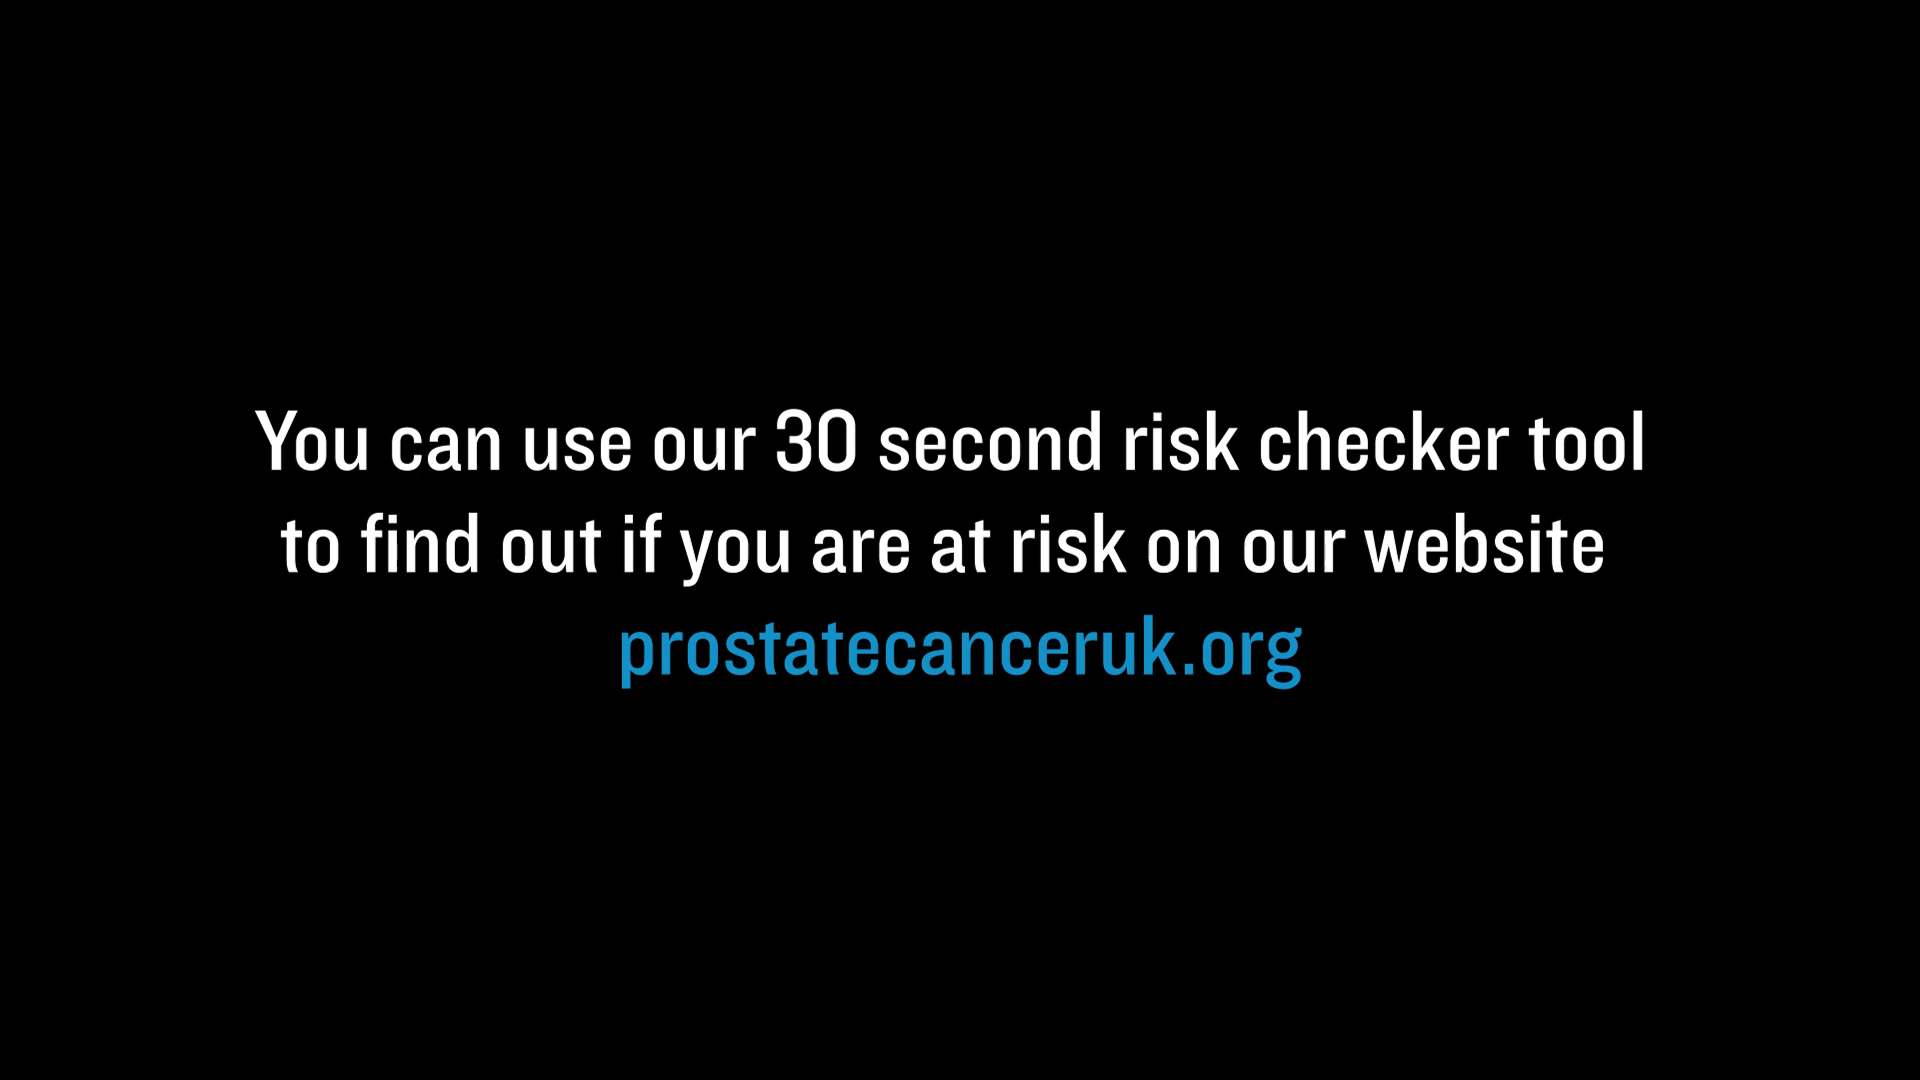 You can use our 30 second risk checker tool
to find out if you are at risk on our website
prostatecanceruk.org